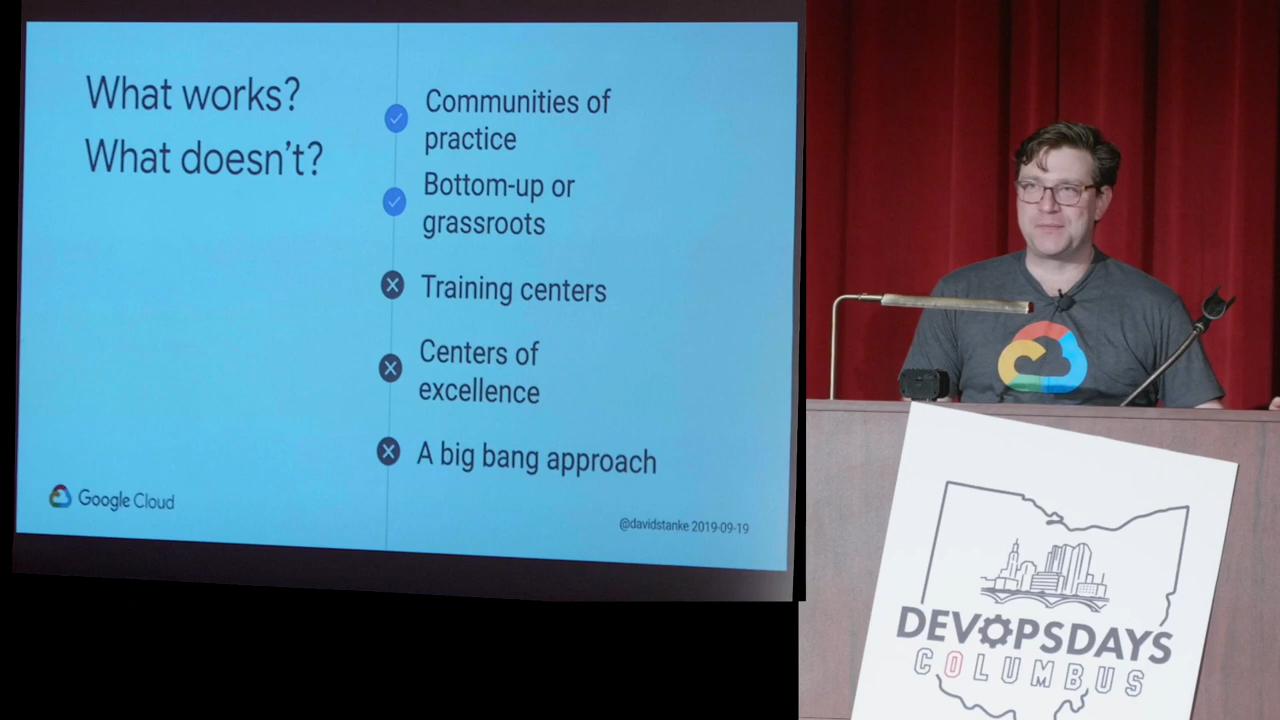 What works?
What doesn't?
Communities of
practice
Bottom-up or
grassroots
Training centers
Centers of
excellence
A big bang approach
Google Cloud
@davidstanke 2019-09-19
DEVOPSDAYS
COLUMBUS